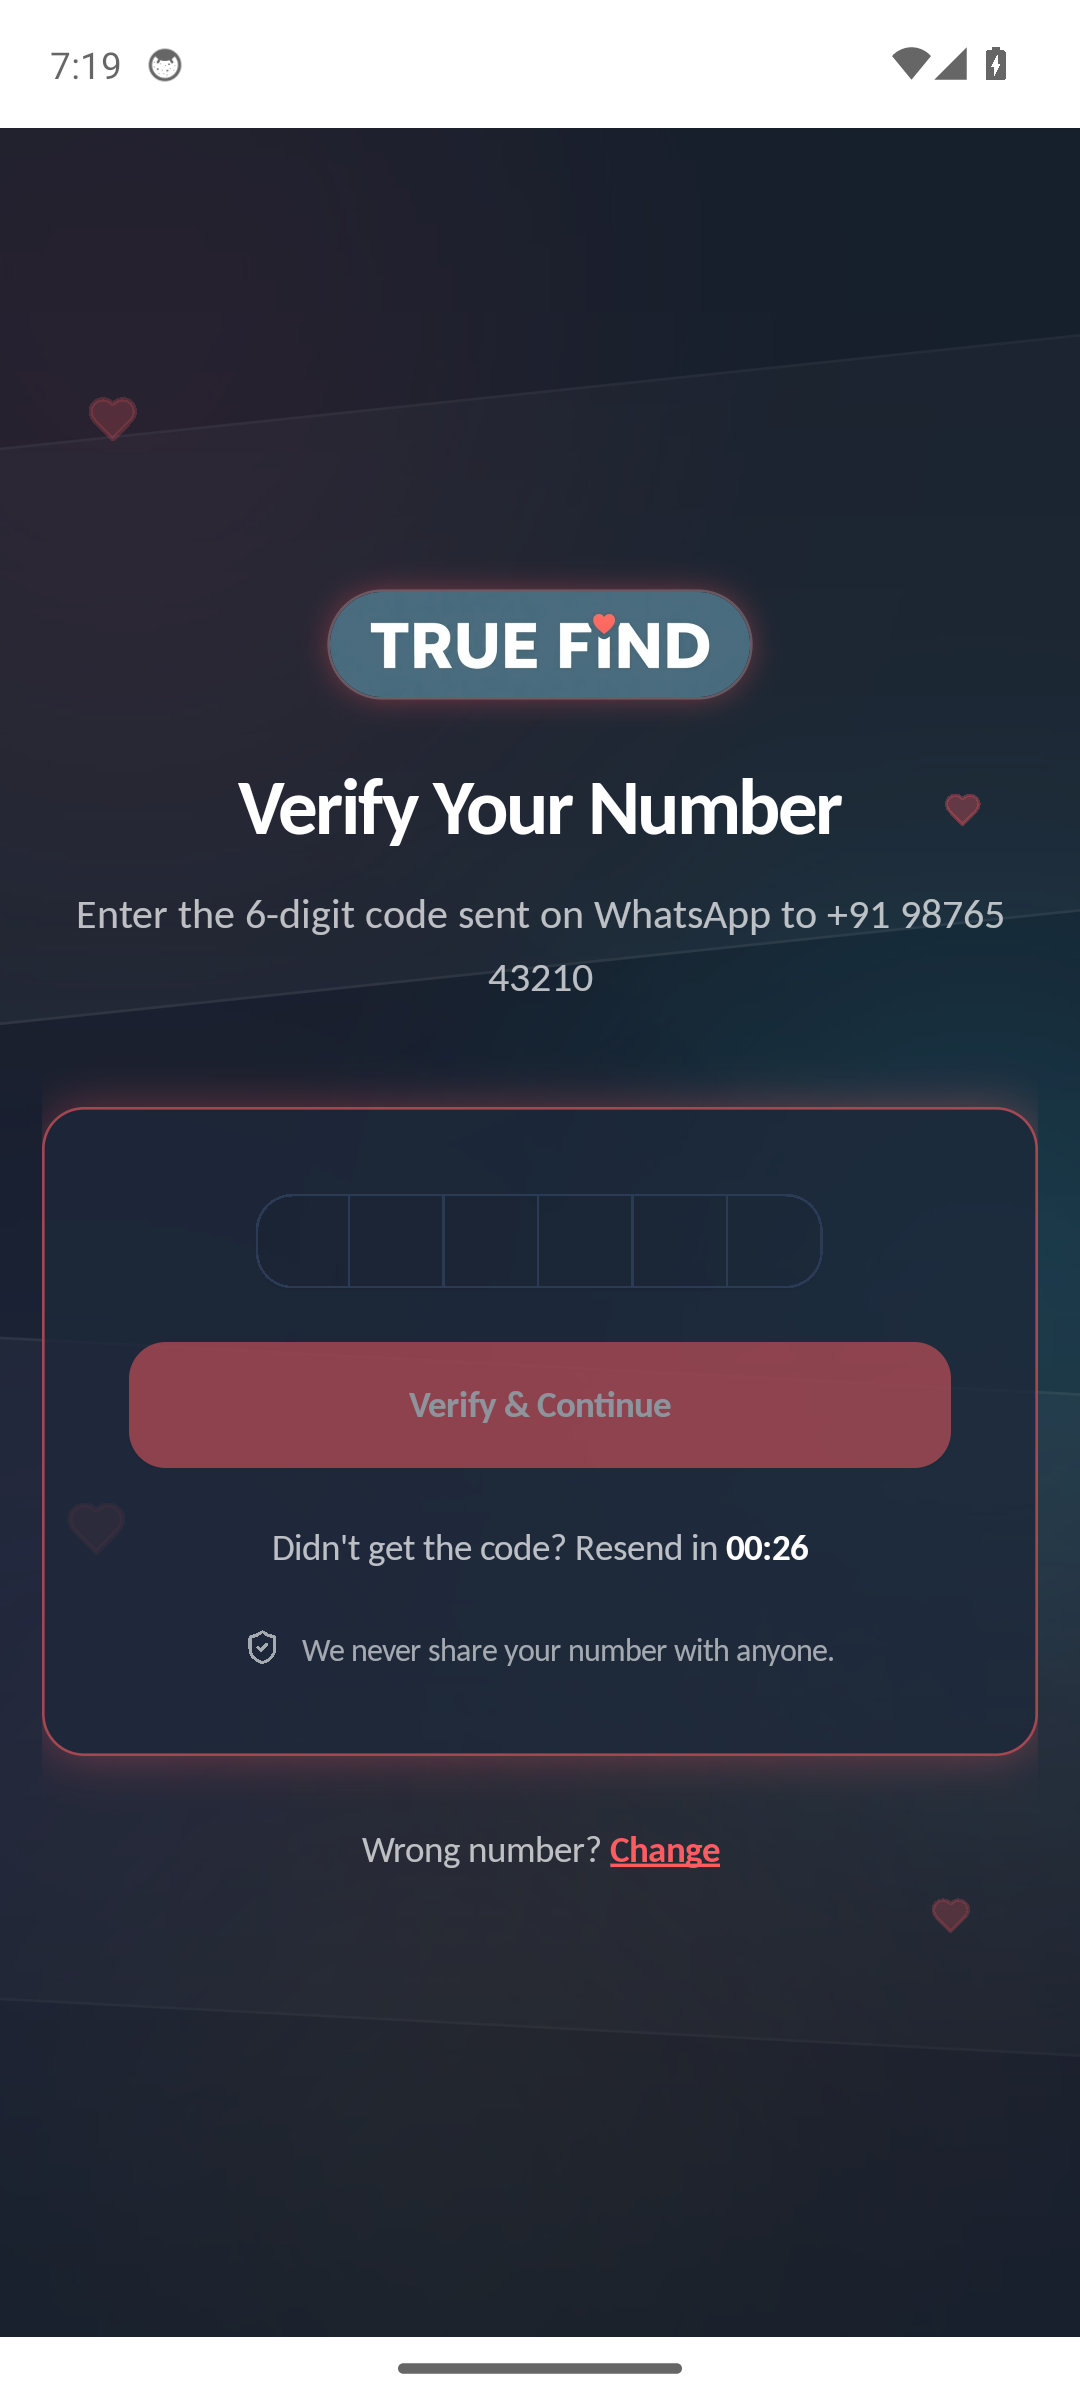 7:19
TRUE FiND
Verify Your Number
Enter the 6-digit code sent on WhatsApp to +91 98765
43210
Verify & Continue
Didn't get the code? Resend in 00:26
We never share your number with anyone.
Wrong number? Change